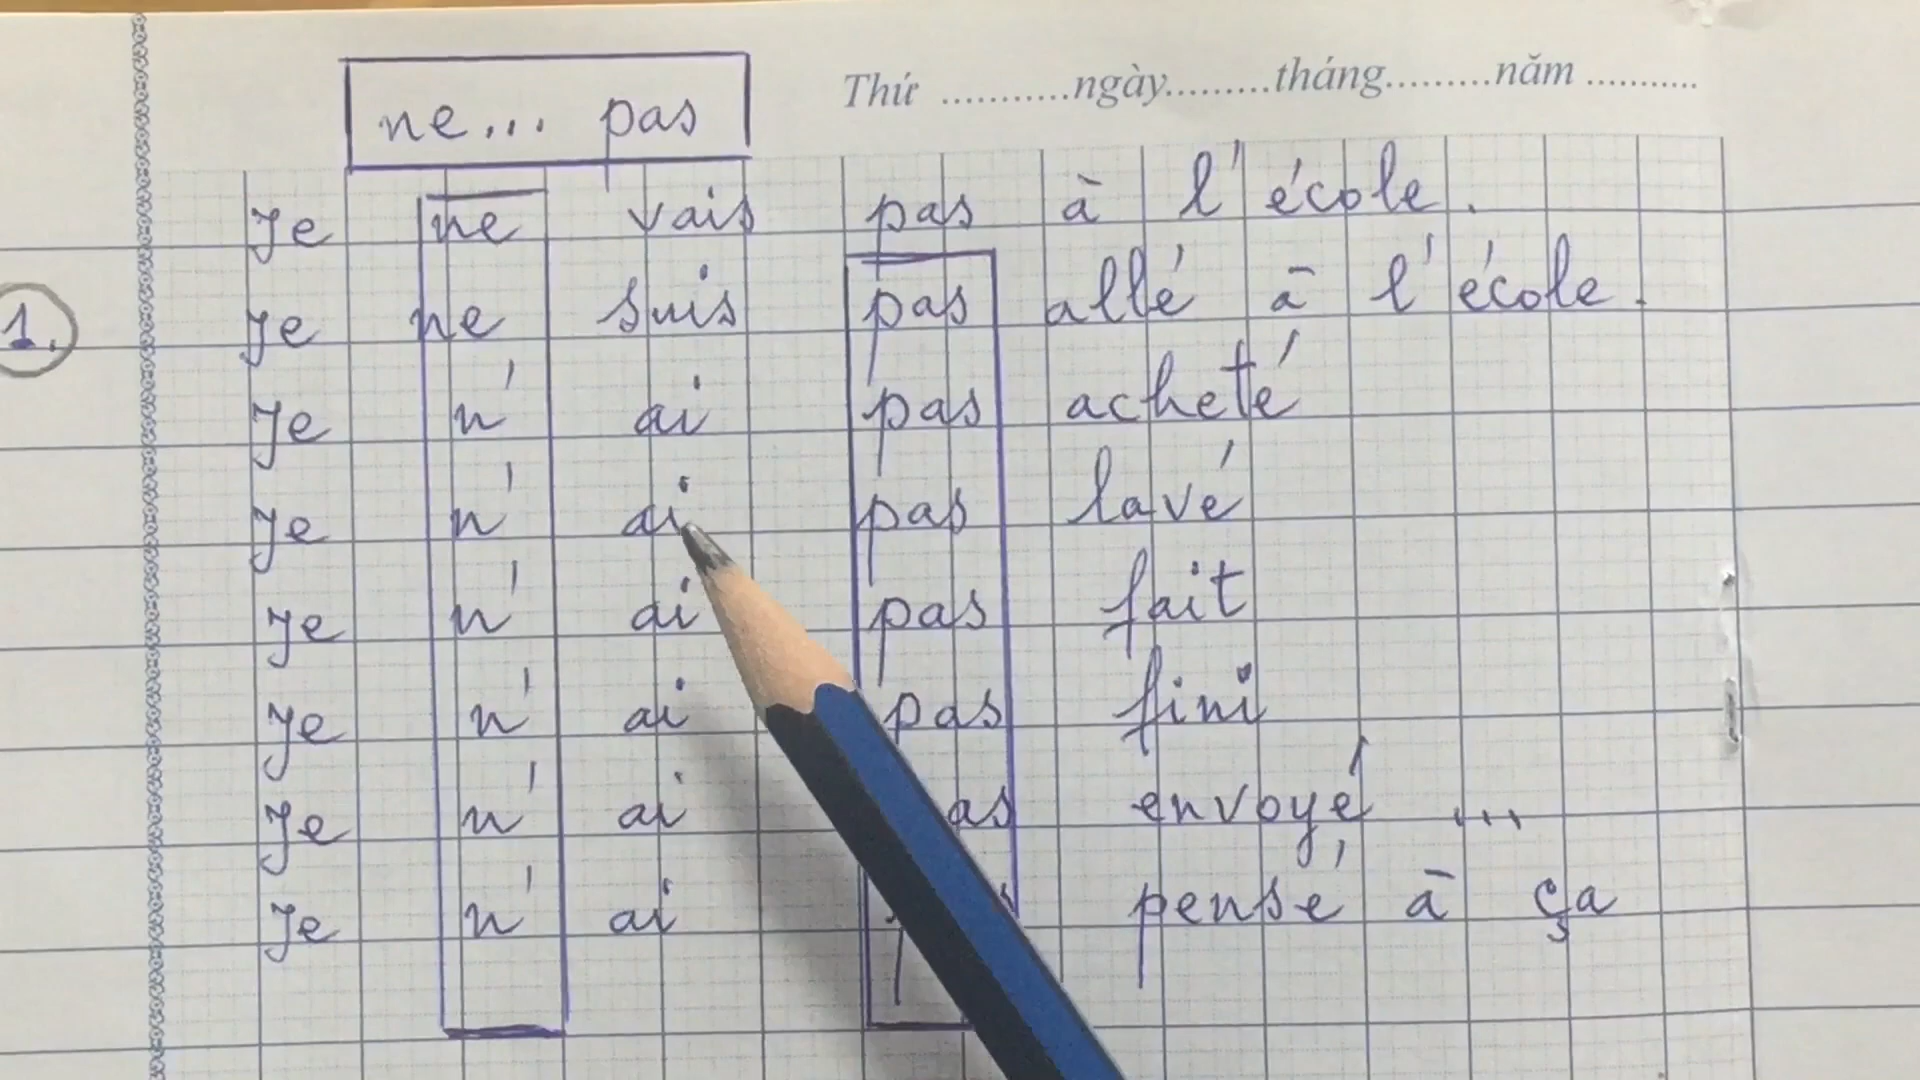 ne... pas
Thứ ...........ngày.........tháng.........năm ...........
Je ne vais pas à l'école.
1. Je ne suis pas allé à l'école.
Je n' ai pas acheté
Je n' ai pas lavé
Je n' ai pas fait
Je n' ai pas fini
Je n' ai as envoyé ...
Je n' ai pensé à ça